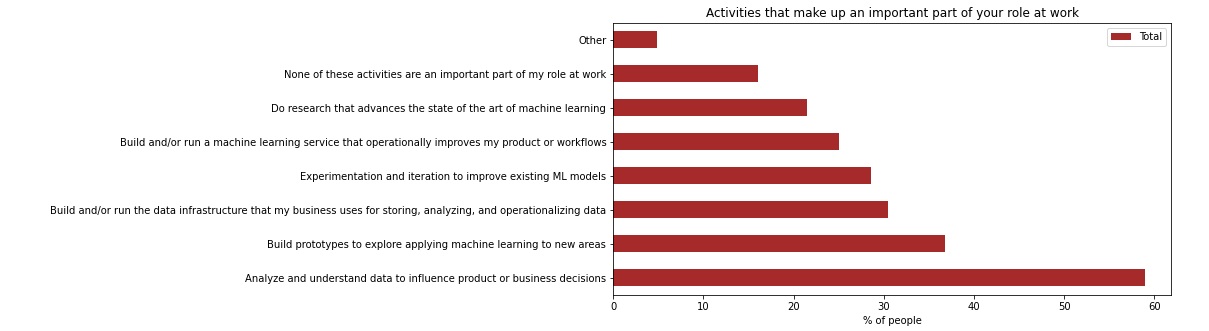 Activities that make up an important part of your role at work
Total
Other
None of these activities are an important part of my role at work
Do research that advances the state of the art of machine learning
Build and/or run a machine learning service that operationally improves my product or workflows
Experimentation and iteration to improve existing ML models
Build and/or run the data infrastructure that my business uses for storing, analyzing, and operationalizing data
Build prototypes to explore applying machine learning to new areas
Analyze and understand data to influence product or business decisions
0 10 20 30 40 50 60
% of people